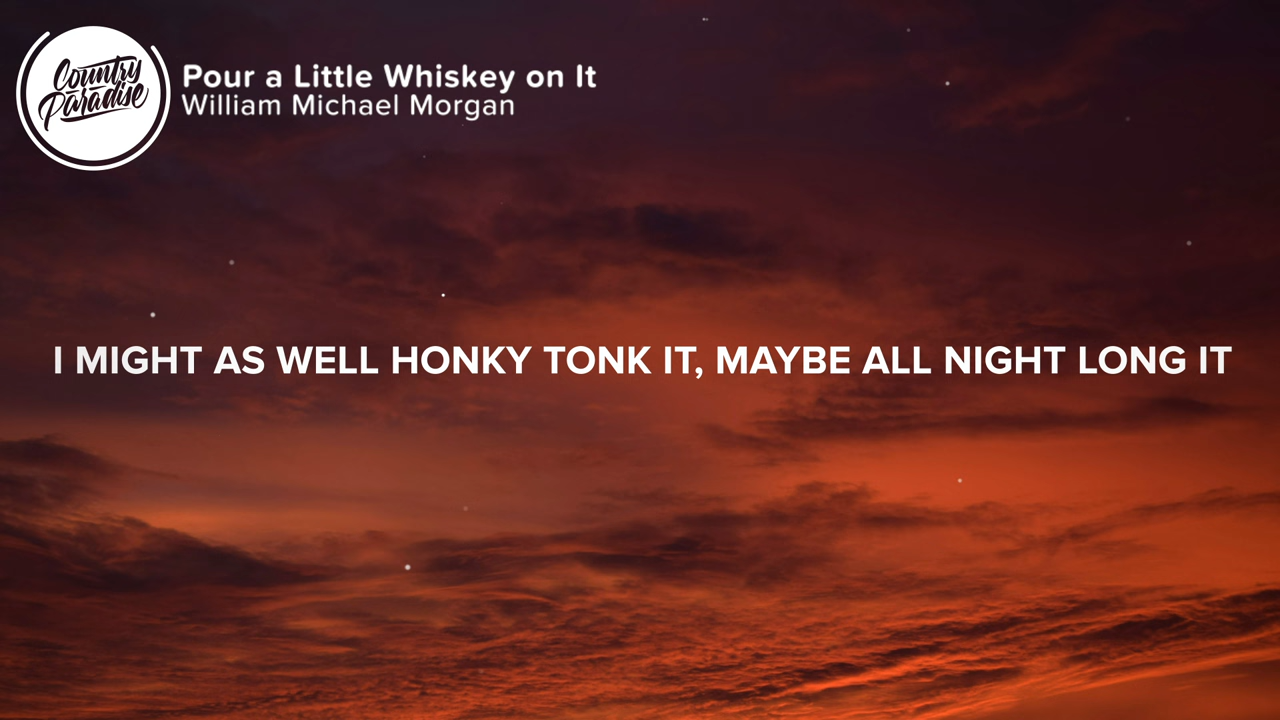 Country
Paradise
Pour a Little Whiskey on It
William Michael Morgan
I MIGHT AS WELL HONKY TONK IT, MAYBE ALL NIGHT LONG IT